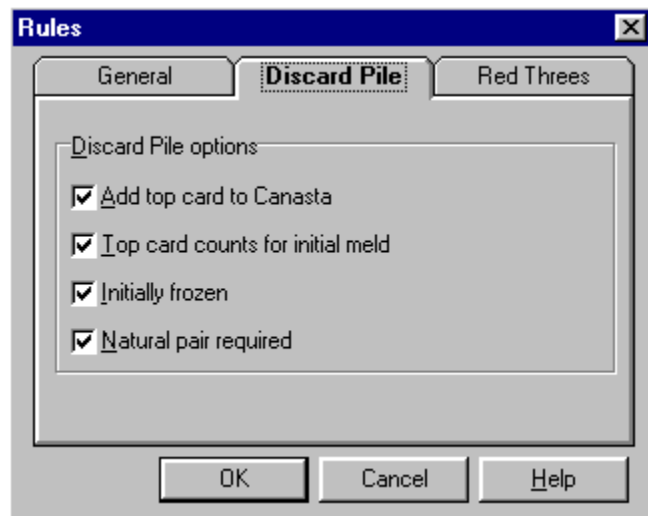 Rules
General Discard Pile Red Threes
Discard Pile options
Add top card to Canasta
Top card counts for initial meld
Initially frozen
Natural pair required
OK Cancel Help